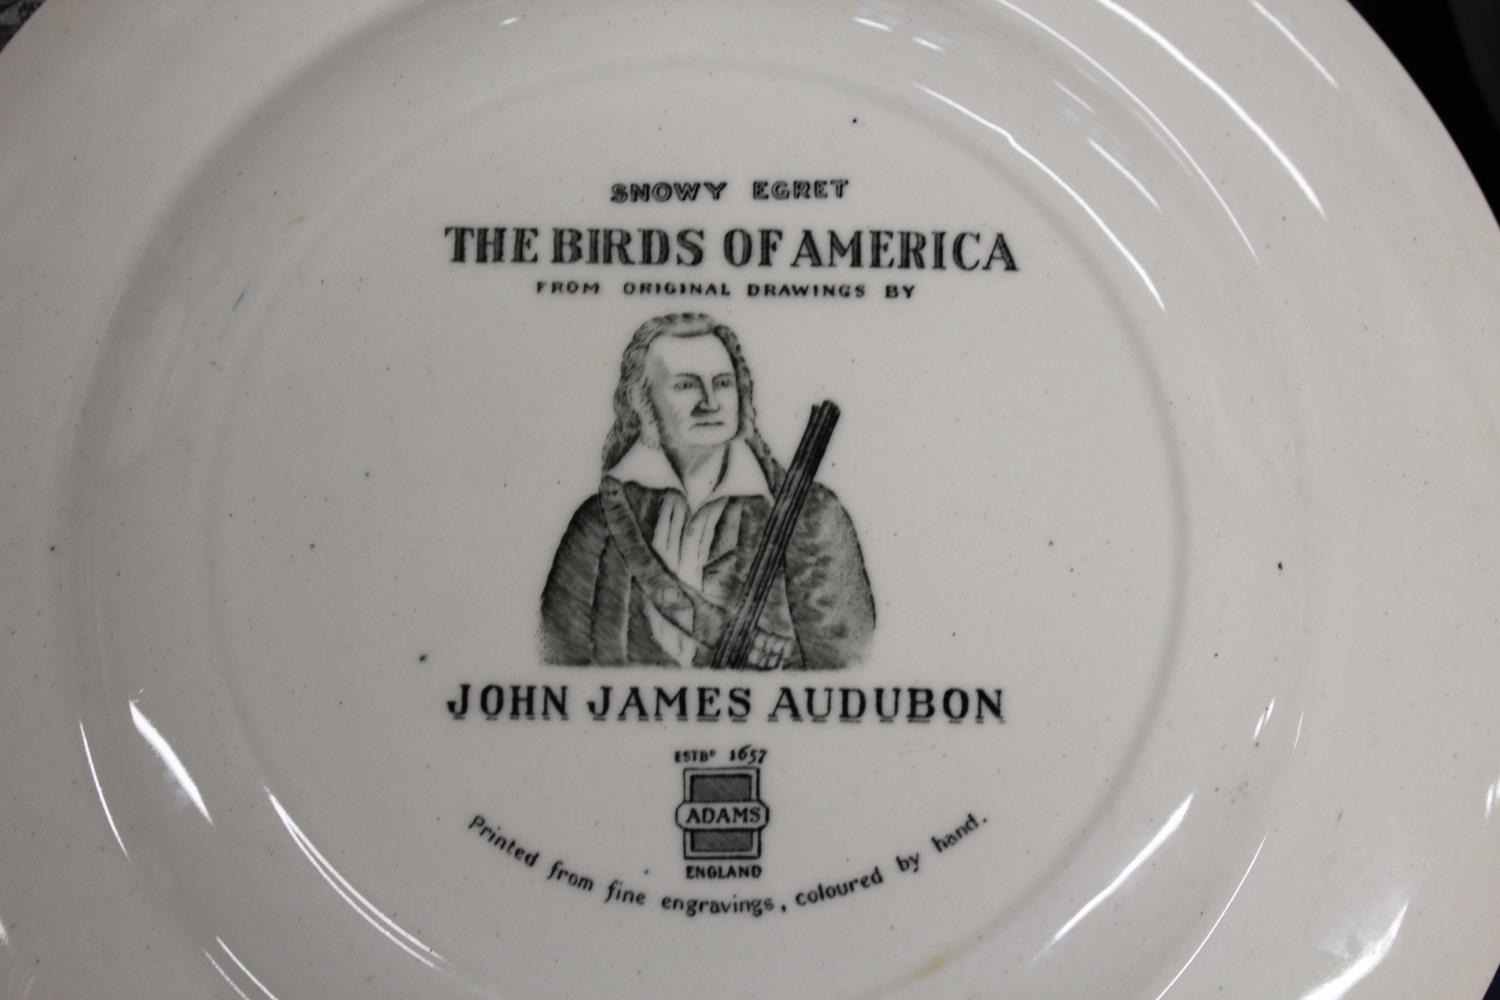 SNOWY EGRET
THE BIRDS OF AMERICA
FROM ORIGINAL DRAWINGS BY
JOHN JAMES AUDUBON
ESTBD 1657
ADAMS
ENGLAND
Printed from fine engravings, coloured by hand.